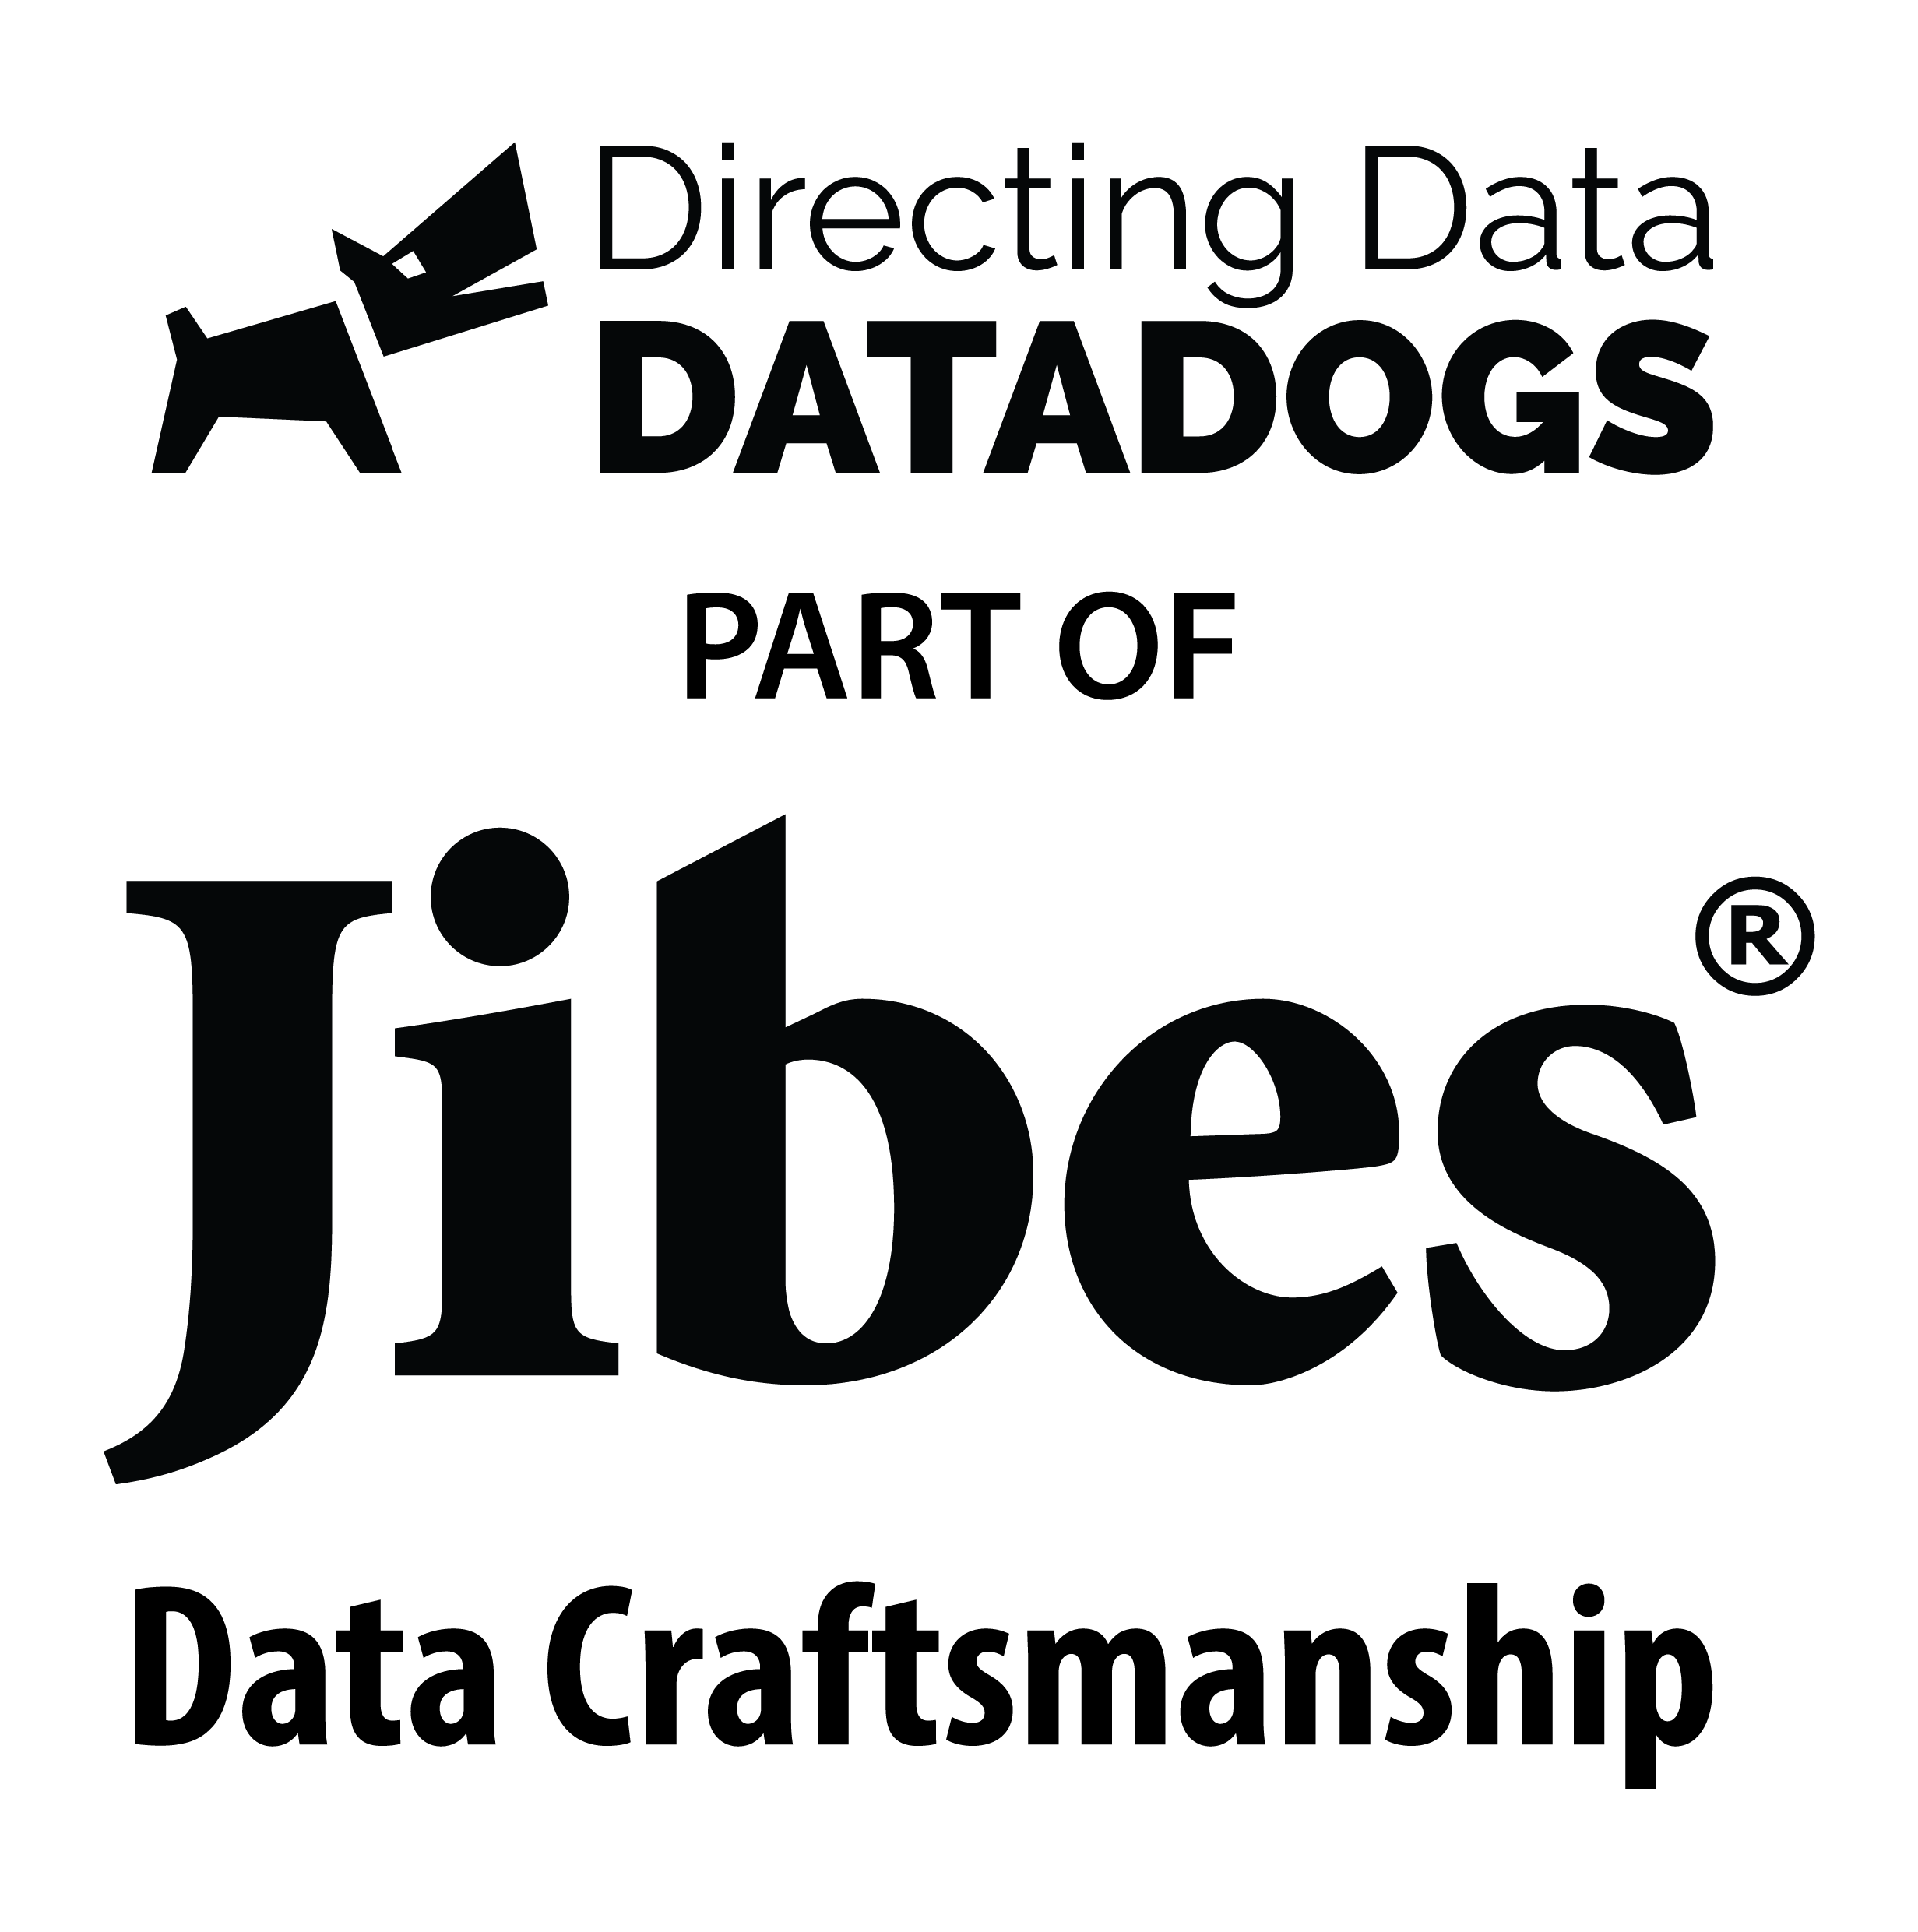 Directing Data
DATADOGS
PART OF
Jibes®
Data Craftsmanship